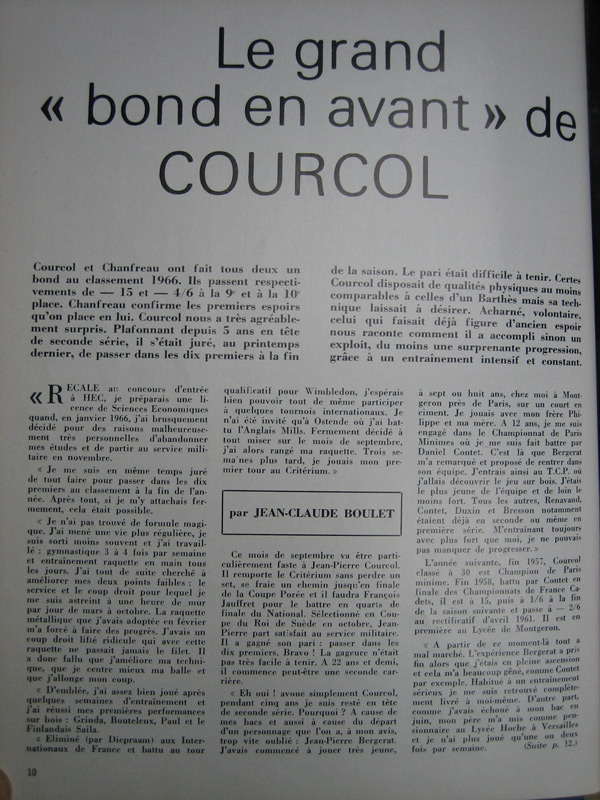 Le grand
« bond en avant » de
COURCOL
Courcol et Chanfreau ont fait tous deux un
bond au classement 1966. Ils passent respecti-
vements de — 15 et — 4/6 à la 9e et à la 10e
place. Chanfreau confirme les premiers espoirs
qu'on place en lui. Courcol nous a très agréable-
ment surpris. Plafonnant depuis 5 ans en tête
de seconde série, il s'était juré, au printemps
dernier, de passer dans les dix premiers à la fin
de la saison. Le pari était difficile à tenir. Certes
Courcol disposait de qualités physiques au moins
comparables à celles d'un Barthès mais sa tech-
nique laissait à désirer. Acharné, volontaire,
celui qui faisait déjà figure d'ancien espoir
nous raconte comment il a accompli sinon un
exploit, du moins une surprenante progression,
grâce à un entraînement intensif et constant.
« RECALE au concours d'entrée
à HEC, je préparais une li-
cence de Sciences Economiques
quand, en janvier 1966, j'ai brusquement
décidé pour des raisons malheureuse-
ment très personnelles d'abandonner
mes études et de partir au service mili-
taire en novembre.
« Je me suis en même temps juré
de tout faire pour passer dans les dix
premiers au classement à la fin de l'an-
née. Après tout, si je m'y attachais fer-
mement, cela était possible.
« Je n'ai pas trouvé de formule magi-
que. J'ai mené une vie plus régulière, je
suis sorti moins souvent et j'ai travail-
lé : gymnastique 3 à 4 fois par semaine
et entraînement raquette en main tous
les jours. J'ai tout de suite cherché à
améliorer mes deux points faibles : le
service et le coup droit pour lequel je
me suis astreint à une heure de mur
par jour de mars à octobre. La raquette
métallique que j'avais adoptée en février
m'a forcé à faire des progrès. J'avais un
coup droit lifté ridicule qui avec cette
raquette ne passait jamais le filet. Il
a donc fallu que j'améliore ma techni-
que, que je centre mieux ma balle et
que j'allonge mon coup.
« D'emblée, j'ai assez bien joué après
quelques semaines d'entraînement et
j'ai réussi mes premières performances
sur bois : Grinda, Bouteleux, Paul et le
Finlandais Saila.
« Eliminé (par Diepraam) aux Inter-
nationaux de France et battu au tour
qualificatif pour Wimbledon, j'espérais
bien pouvoir tout de même participer
à quelques tournois internationaux. Je
n'ai été invité qu'à Ostende où j'ai bat-
tu l'Anglais Mills. Fermement décidé à
tout miser sur le mois de septembre,
j'ai alors rangé ma raquette. Trois se-
maines plus tard, je jouais mon pre-
mier tour au Critérium. »
par JEAN-CLAUDE BOULET
Ce mois de septembre va être parti-
culièrement faste à Jean-Pierre Courcol.
Il remporte le Critérium sans perdre un
set, se fraie un chemin jusqu'en finale
de la Coupe Porée et il faudra François
Jauffret pour le battre en quarts de
finale du National. Sélectionné en Cou-
pe du Roi de Suède en octobre, Jean-
Pierre part satisfait au service militaire.
Il a gagné son pari : passer dans les
dix premiers. Bravo ! La gageure n'était
pas très facile à tenir. A 22 ans et demi,
il commence peut-être une seconde car-
rière.
« Eh oui ! avoue simplement Courcol,
pendant cinq ans je suis resté en tête
de seconde série. Pourquoi ? A cause de
mes bacs et aussi à cause du départ
d'un personnage que l'on a, à mon avis,
trop vite oublié : Jean-Pierre Bergerat.
J'avais commencé à jouer très jeune,
à sept ou huit ans, chez moi à Mont-
geron près de Paris, sur un court en
ciment. Je jouais avec mon frère Phi-
lippe et ma mère. A 12 ans, je me suis
engagé dans le Championnat de Paris
Minimes où je me suis fait battre par
Daniel Contet. C'est là que Bergerat
m'a remarqué et proposé de rentrer dans
son équipe. J'entrais ainsi au T.C.P. où
j'allais découvrir le jeu sur bois. J'étais
le plus jeune de l'équipe et de loin le
moins fort. Tous les autres, Renavand,
Contet, Duxin et Bresson notamment
étaient déjà en seconde ou même en
première série. M'entraînant toujours
avec plus fort que moi, je ne pouvais
pas manquer de progresser. »
L'année suivante, fin 1957, Courcol
classé à 30 est Champion de Paris
minime. Fin 1958, battu par Contet en
finale des Championnats de France Ca-
dets, il est à 15, puis à 1/6 à la fin
de la saison suivante et passe à — 2/6
au rectificatif d'avril 1961. Il est en
première au Lycée de Montgeron.
« A partir de ce moment-là tout a
mal marché. L'expérience Bergerat a pris
fin alors que j'étais en pleine ascension
et cela m'a beaucoup gêné, comme Contet
par exemple. Habitué à un entraînement
sérieux je me suis retrouvé complète-
ment livré à moi-même. D'autre part,
comme j'avais échoué à mon bac en
juin, mon père m'a mis comme pen-
sionnaire au Lycée Hoche à Versailles
et je n'ai plus joué qu'une ou deux
fois par semaine.
(Suite p. 12.)
10